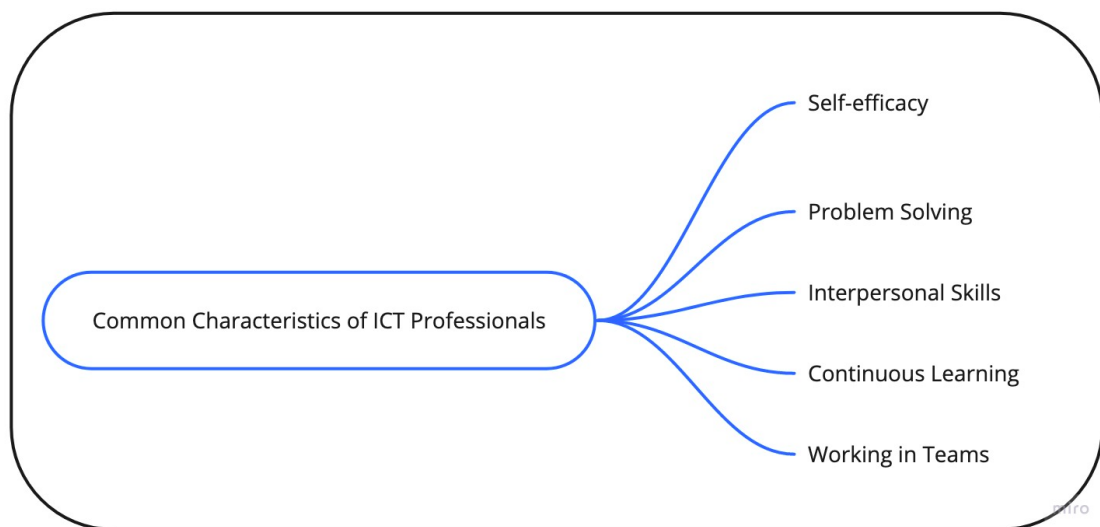 Self-efficacy
Problem Solving
Interpersonal Skills
Common Characteristics of ICT Professionals
Continuous Learning
Working in Teams
miro